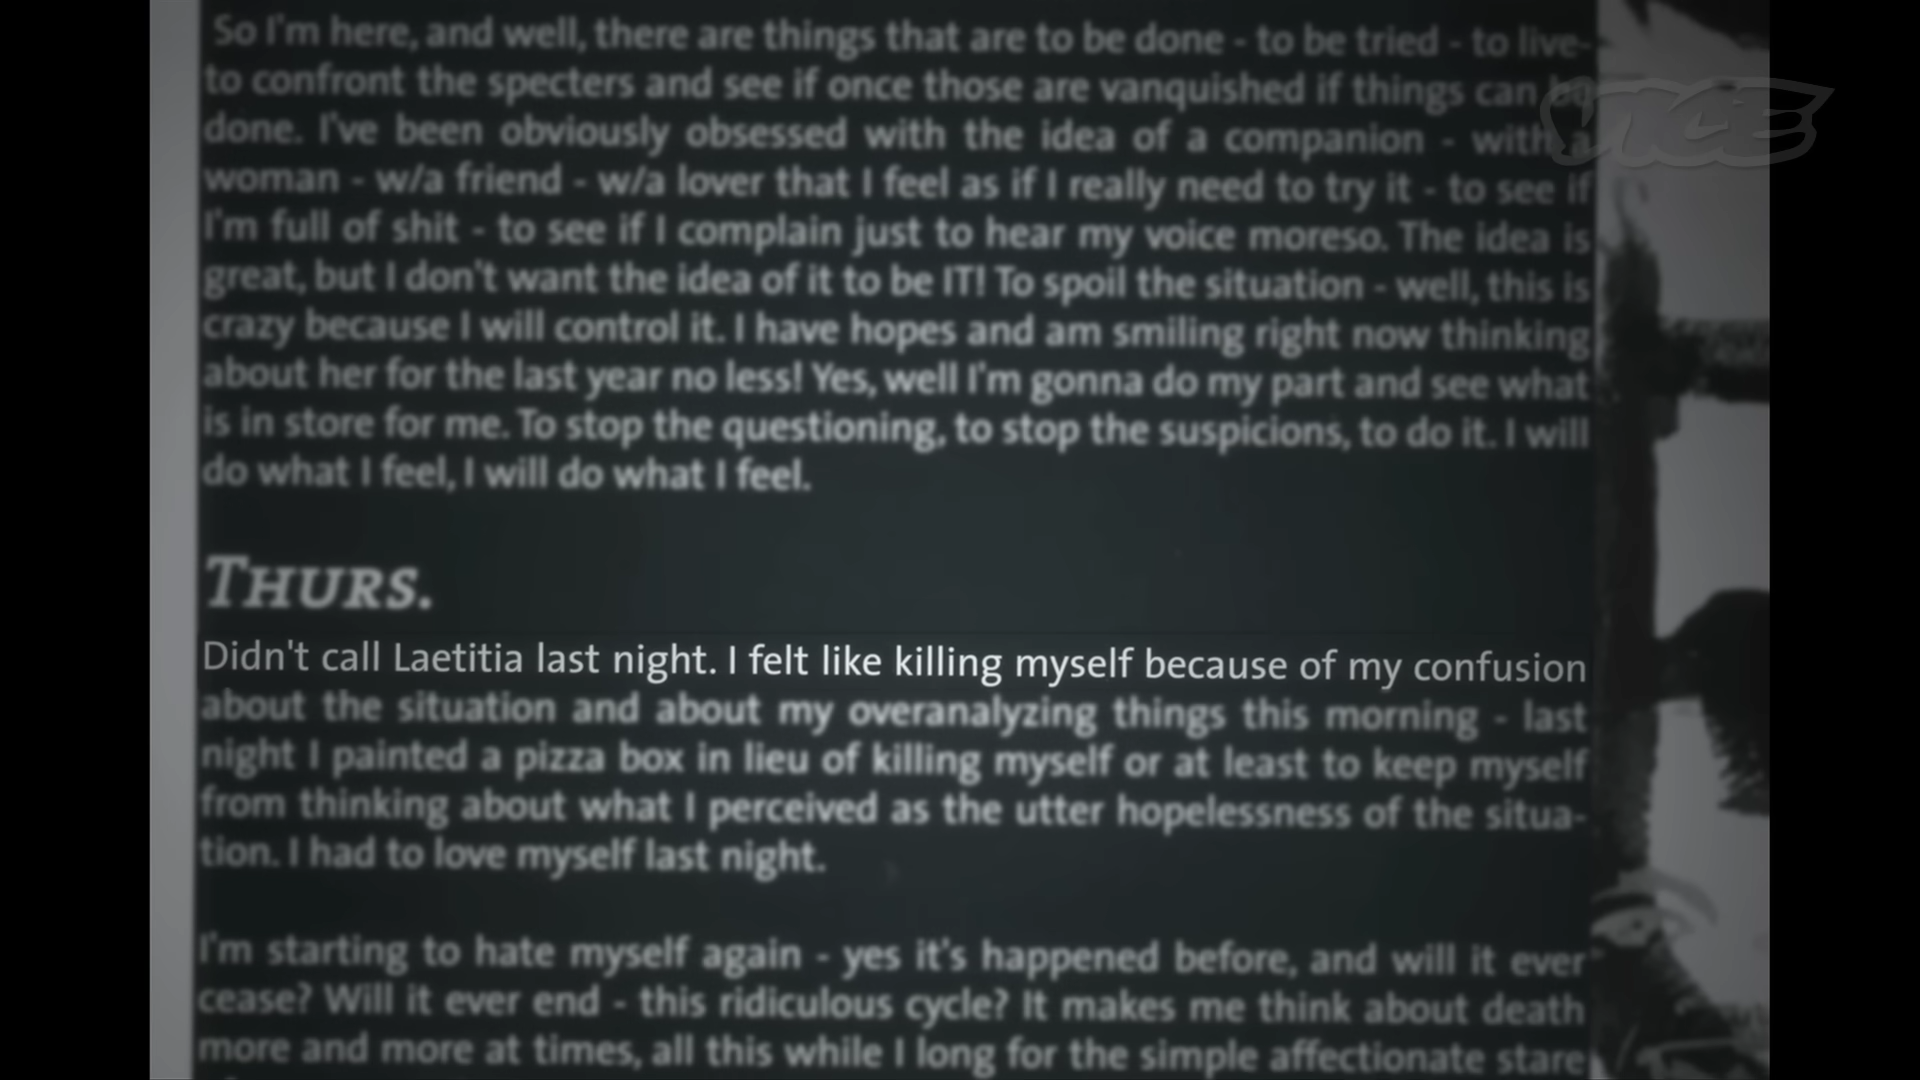 So I'm here, and well, there are things that are to be done - to be tried - to live-
to confront the specters and see if once those are vanquished if things can be
done. I've been obviously obsessed with the idea of a companion - with a
woman - w/a friend - w/a lover that I feel as if I really need to try it - to see if
I'm full of shit - to see if I complain just to hear my voice moreso. The idea is
great, but I don't want the idea of it to be IT! To spoil the situation - well, this is
crazy because I will control it. I have hopes and am smiling right now thinking
about her for the last year no less! Yes, well I'm gonna do my part and see what
is in store for me. To stop the questioning, to stop the suspicions, to do it. I will
do what I feel, I will do what I feel.
THURS.
Didn't call Laetitia last night. I felt like killing myself because of my confusion
about the situation and about my overanalyzing things this morning - last
night I painted a pizza box in lieu of killing myself or at least to keep myself
from thinking about what I perceived as the utter hopelessness of the situa-
tion. I had to love myself last night.
I'm starting to hate myself again - yes it's happened before, and will it ever
cease? Will it ever end - this ridiculous cycle? It makes me think about death
more and more at times, all this while I long for the simple affectionate stare
VICE